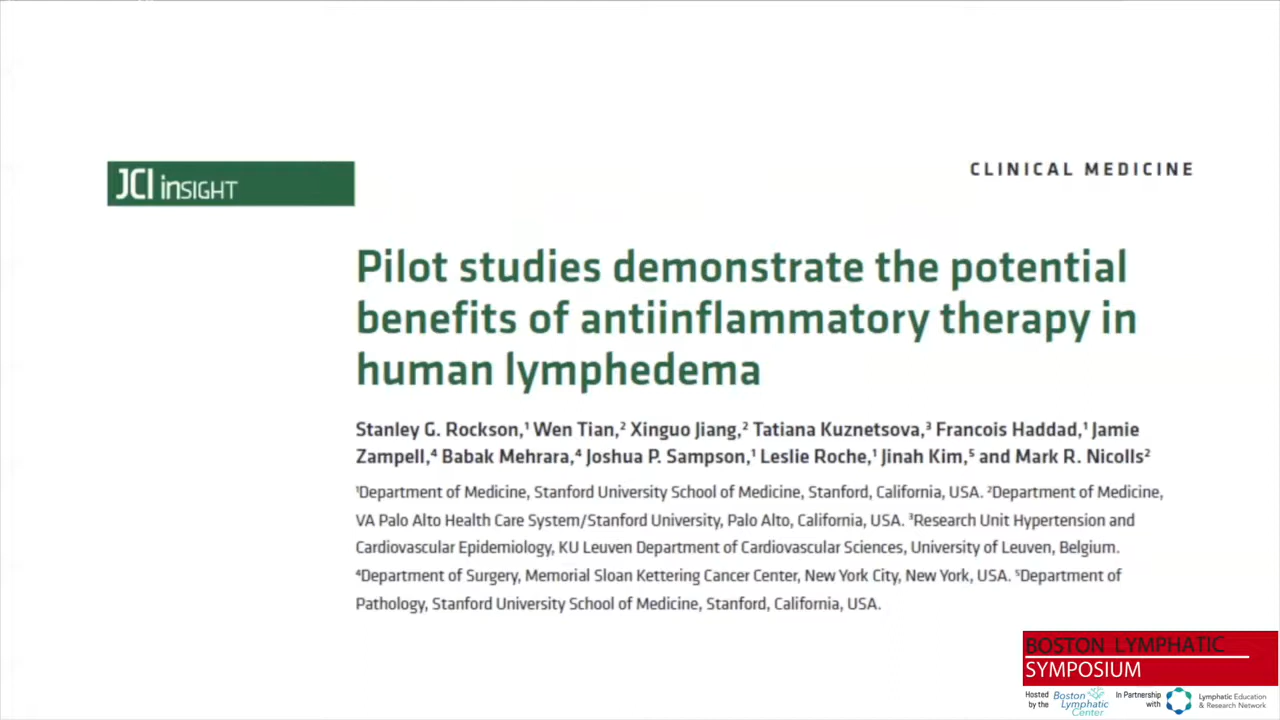 JCI inSIGHT
CLINICAL MEDICINE
Pilot studies demonstrate the potential
benefits of antiinflammatory therapy in
human lymphedema
Stanley G. Rockson,¹ Wen Tian,² Xinguo Jiang,² Tatiana Kuznetsova,³ Francois Haddad,¹ Jamie
Zampell,⁴ Babak Mehrara,⁴ Joshua P. Sampson,¹ Leslie Roche,¹ Jinah Kim,⁵ and Mark R. Nicolls²
¹Department of Medicine, Stanford University School of Medicine, Stanford, California, USA. ²Department of Medicine,
VA Palo Alto Health Care System/Stanford University, Palo Alto, California, USA. ³Research Unit Hypertension and
Cardiovascular Epidemiology, KU Leuven Department of Cardiovascular Sciences, University of Leuven, Belgium.
⁴Department of Surgery, Memorial Sloan Kettering Cancer Center, New York City, New York, USA. ⁵Department of
Pathology, Stanford University School of Medicine, Stanford, California, USA.
BOSTON LYMPHATIC
SYMPOSIUM
Hosted
by the
Boston
Lymphatic
Center
In Partnership
with
Lymphatic Education
& Research Network